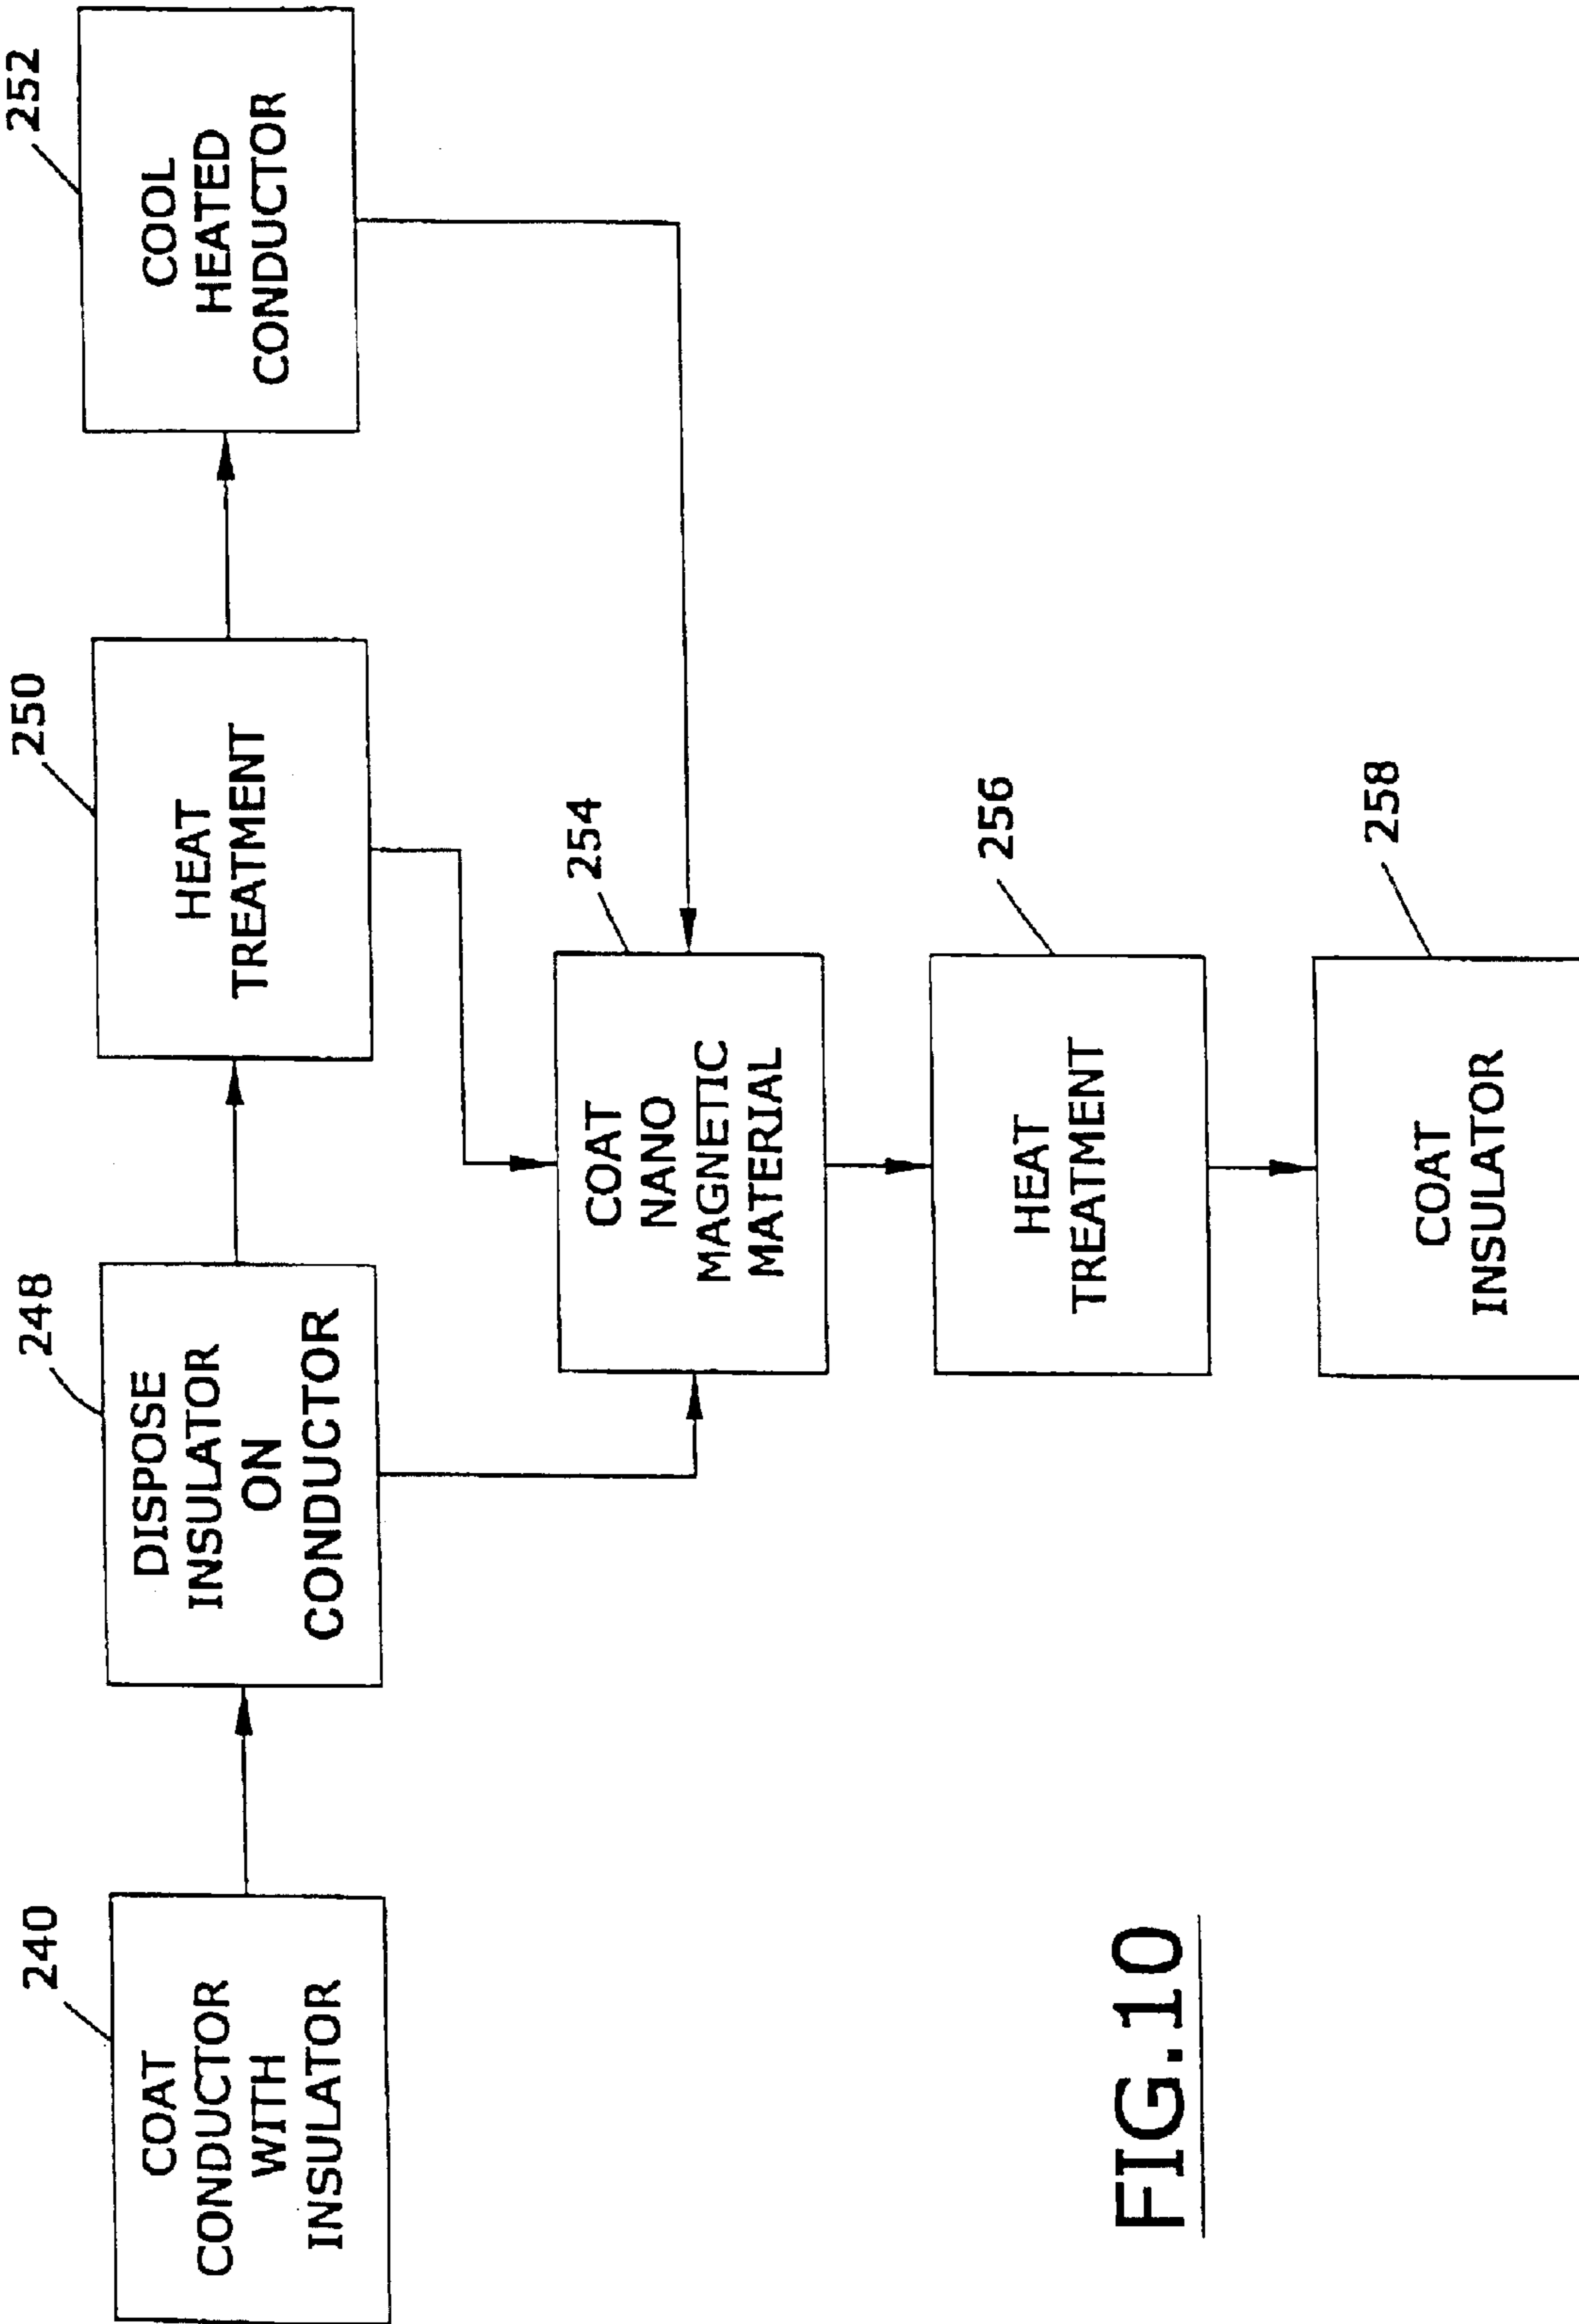 240
COAT
CONDUCTOR
WITH
INSULATOR
248
DISPOSE
INSULATOR
ON
CONDUCTOR
250
HEAT
TREATMENT
252
COOL
HEATED
CONDUCTOR
254
COAT
NANO
MAGNETIC
MATERIAL
256
HEAT
TREATMENT
258
COAT
INSULATOR
FIG.10